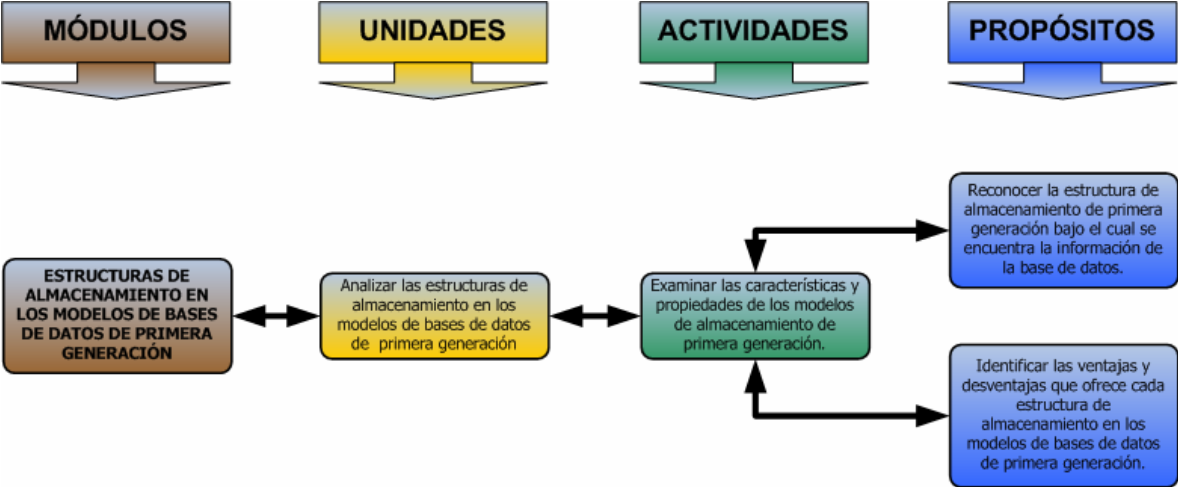 MÓDULOS
UNIDADES
ACTIVIDADES
PROPÓSITOS
ESTRUCTURAS DE
ALMACENAMIENTO EN
LOS MODELOS DE BASES
DE DATOS DE PRIMERA
GENERACIÓN
Analizar las estructuras de
almacenamiento en los
modelos de bases de datos
de primera generación
Examinar las características y
propiedades de los modelos
de almacenamiento de
primera generación.
Reconocer la estructura de
almacenamiento de primera
generación bajo el cual se
encuentra la información de
la base de datos.
Identificar las ventajas y
desventajas que ofrece cada
estructura de
almacenamiento en los
modelos de bases de datos
de primera generación.